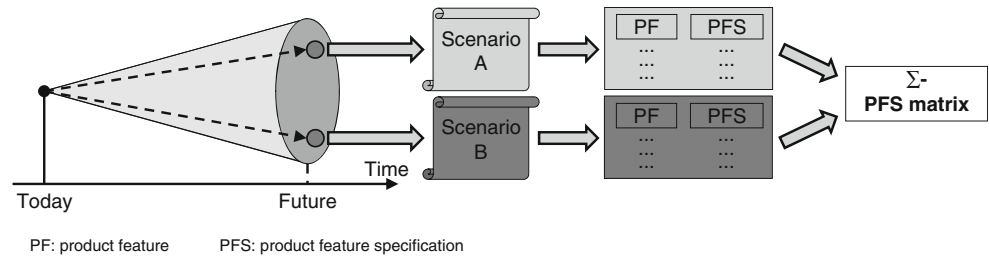 Scenario
A
PF PFS
... ...
... ...
... ...
Σ-
PFS matrix
Scenario
B
PF PFS
... ...
... ...
... ...
Time
Today Future
PF: product feature PFS: product feature specification